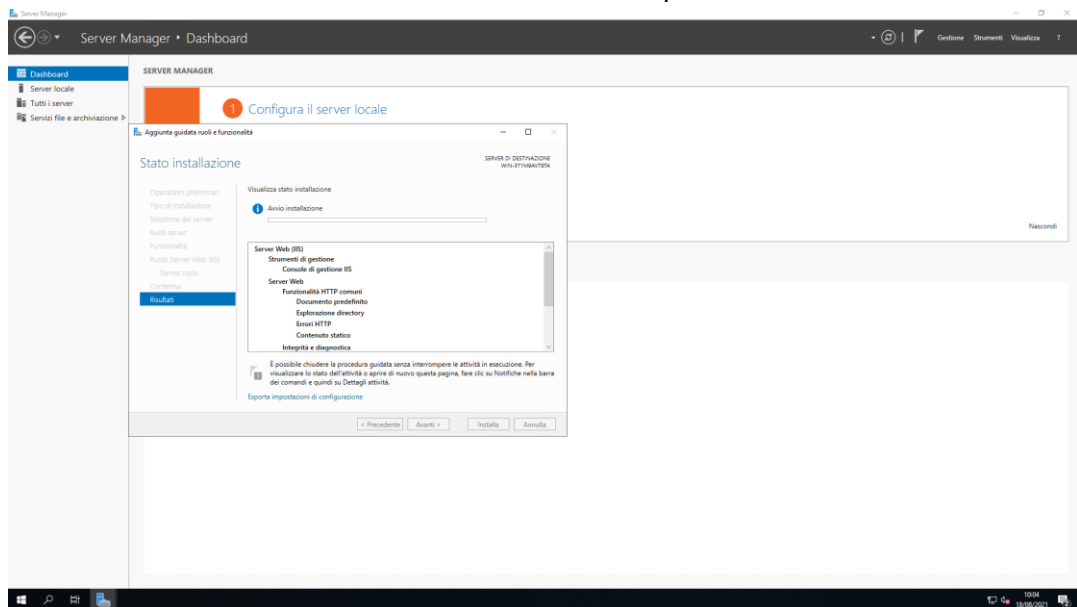 Server Manager
Server Manager • Dashboard
Gestione Strumenti Visualizza ?
Dashboard
Server locale
Tutti i server
Servizi file e archiviazione
SERVER MANAGER
1 Configura il server locale
Nascondi
Aggiunta guidata ruoli e funzionalità
Stato installazione
SERVER DI DESTINAZIONE
Operazioni preliminari
Tipo di installazione
Selezione dei server
Ruoli server
Funzionalità
Ruolo Server Web (IIS)
Servizi ruolo
Conferma
Risultati
Visualizza stato installazione
Avvio installazione
Server Web (IIS)
Strumenti di gestione
Console di gestione IIS
Server Web
Funzionalità HTTP comuni
Documento predefinito
Esplorazione directory
Errori HTTP
Contenuto statico
Integrità e diagnostica
È possibile chiudere la procedura guidata senza interrompere le attività in esecuzione. Per
visualizzare lo stato dell'attività o aprire di nuovo questa pagina, fare clic su Notifiche nella barra
dei comandi e quindi su Dettagli attività.
Esporta impostazioni di configurazione
< Precedente Avanti > Installa Annulla
10:04
18/08/2021